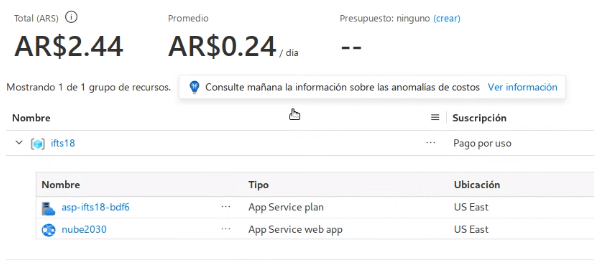 Total (ARS) Promedio Presupuesto: ninguno (crear)
AR$2.44 AR$0.24 / día --
Mostrando 1 de 1 grupo de recursos. Consulte mañana la información sobre las anomalías de costos Ver información
Nombre Suscripción
ifts18 ... Pago por uso
Nombre Tipo Ubicación
asp-ifts18-bdf6 ... App Service plan US East
nube2030 ... App Service web app US East